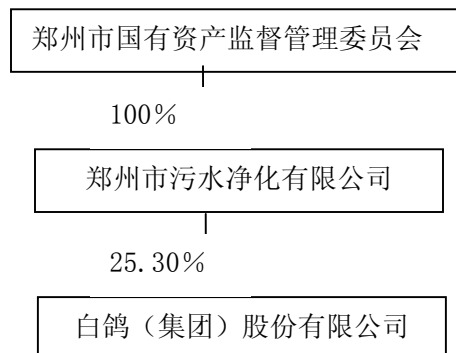 郑州市国有资产监督管理委员会
100％
郑州市污水净化有限公司
25.30％
白鸽（集团）股份有限公司